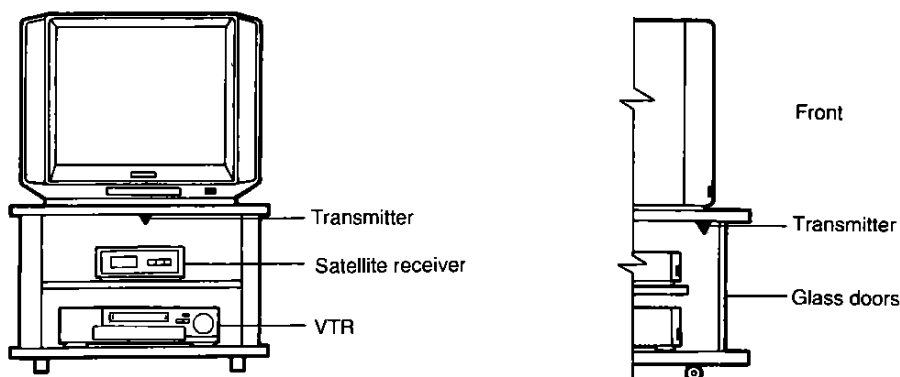 Transmitter
Satellite receiver
VTR
Front
Transmitter
Glass doors